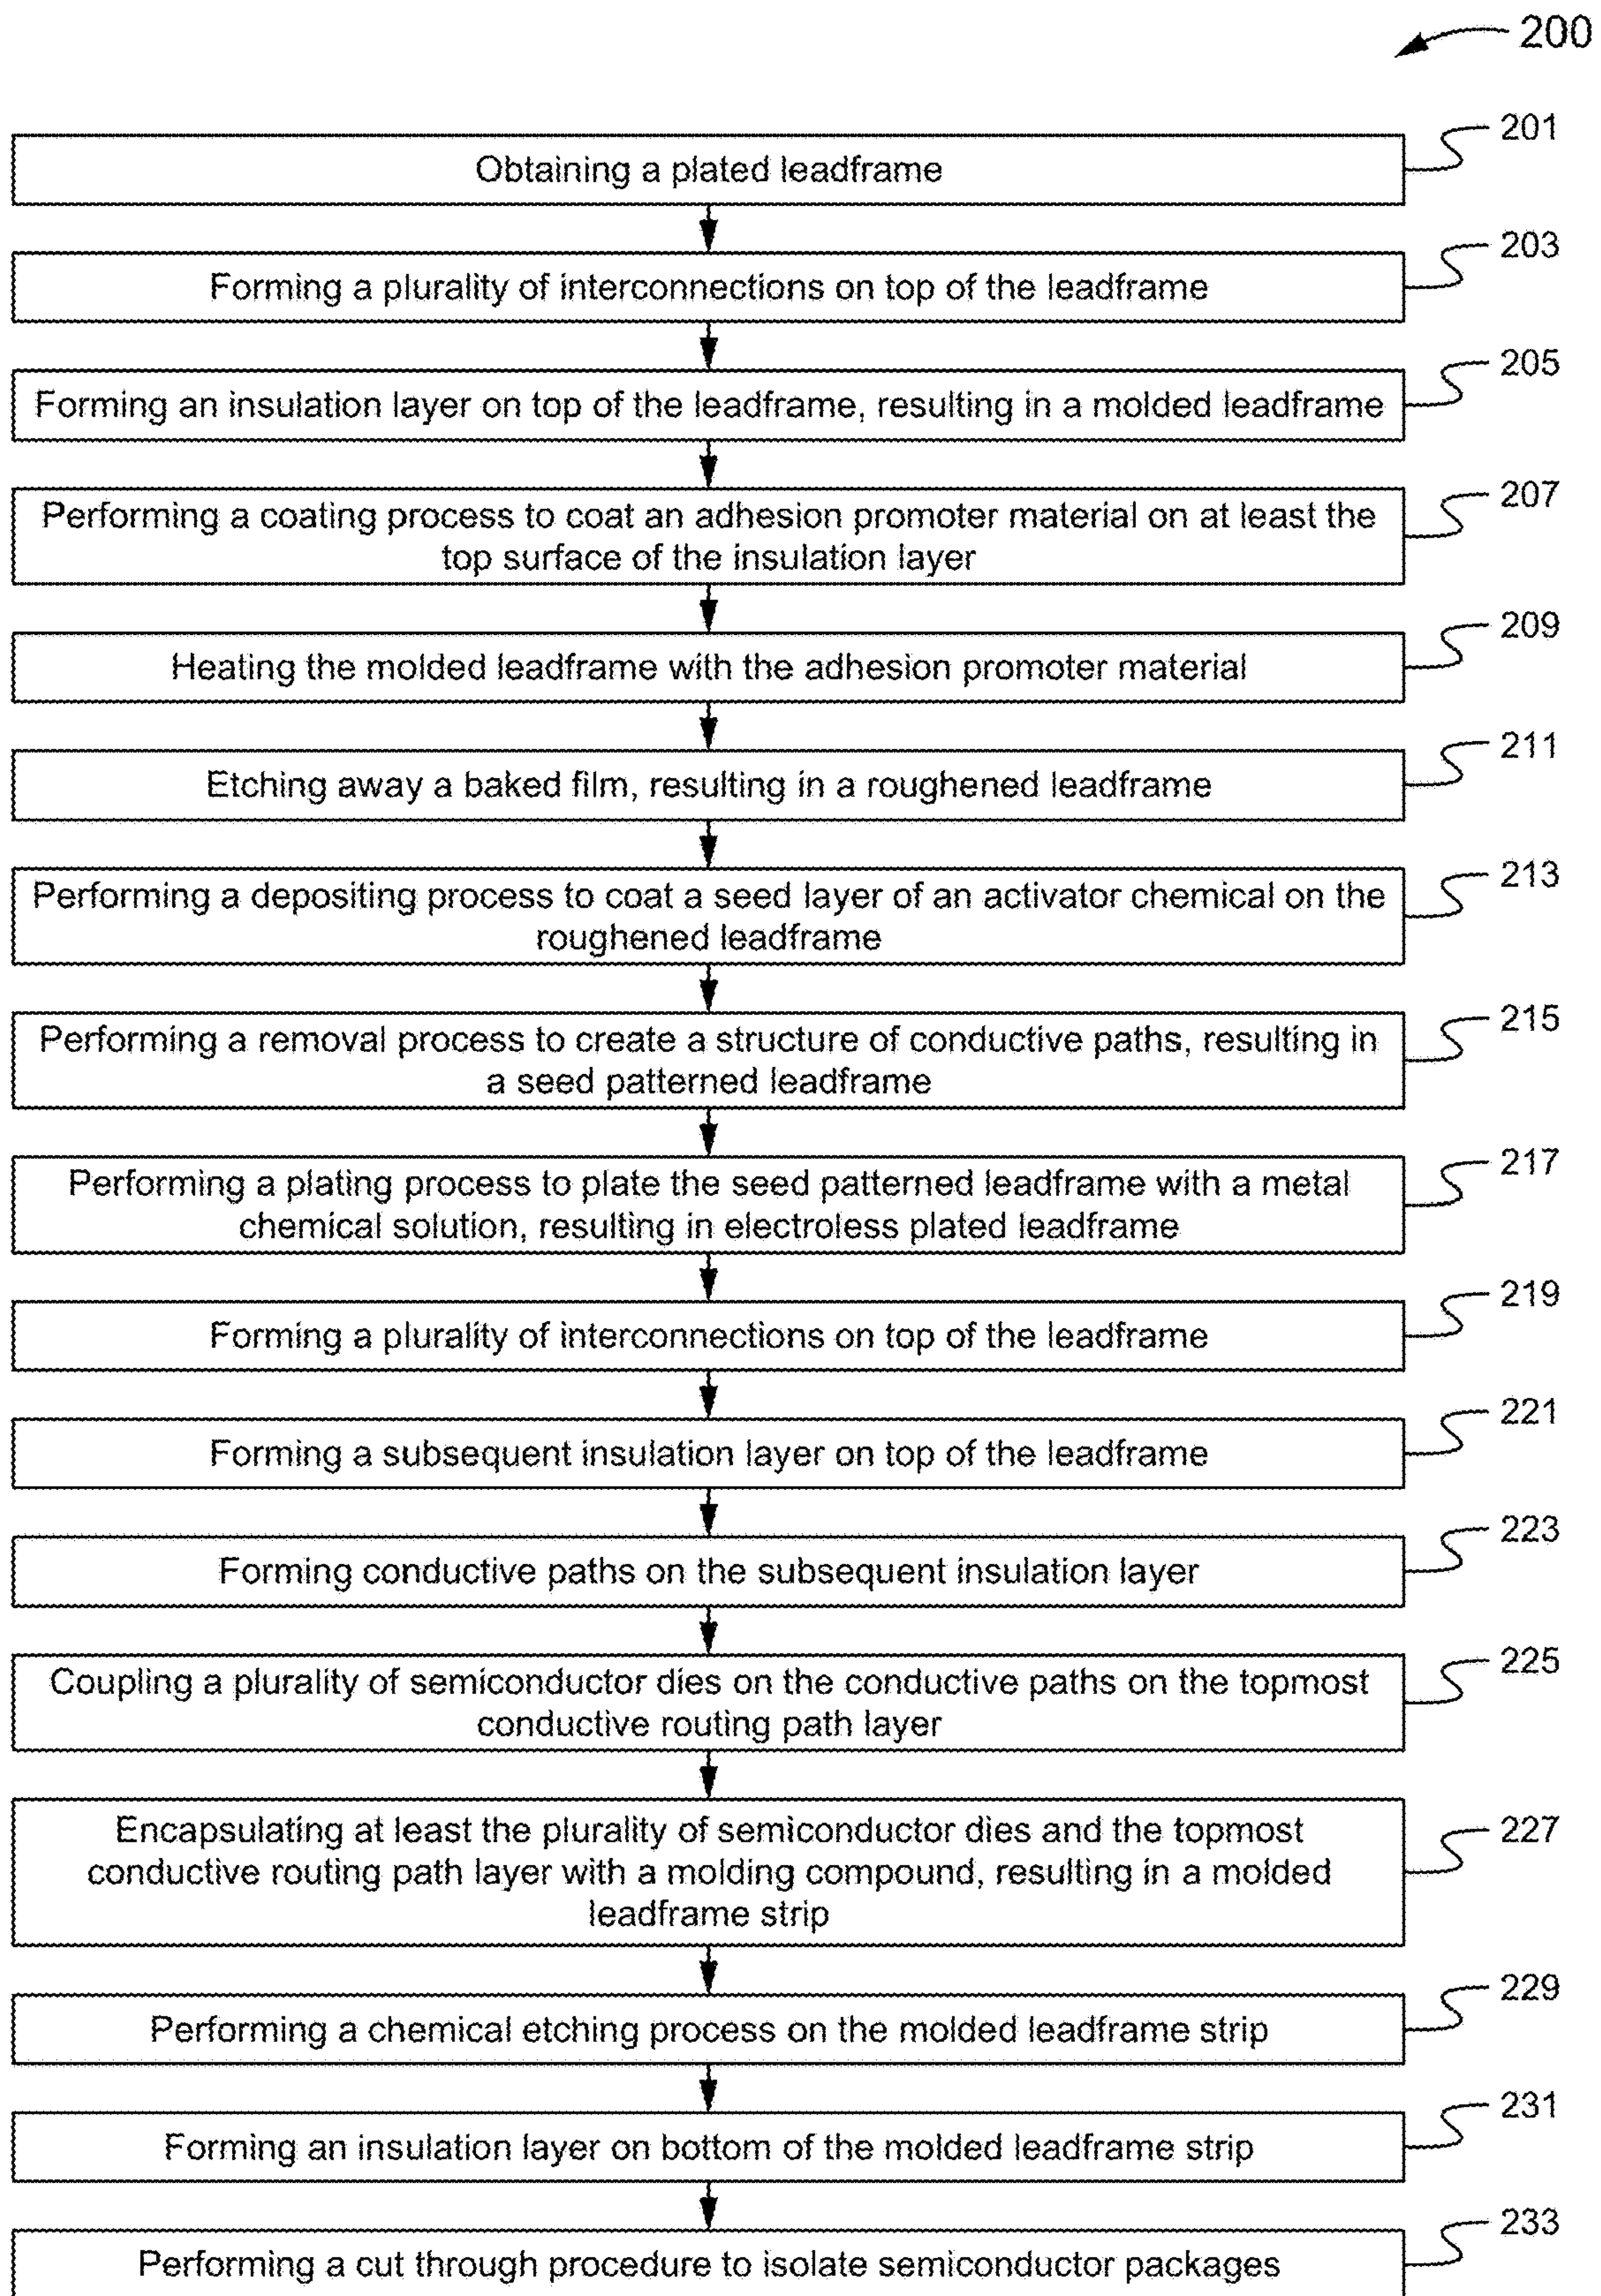 200
201
Obtaining a plated leadframe
203
Forming a plurality of interconnections on top of the leadframe
205
Forming an insulation layer on top of the leadframe, resulting in a molded leadframe
207
Performing a coating process to coat an adhesion promoter material on at least the
top surface of the insulation layer
209
Heating the molded leadframe with the adhesion promoter material
211
Etching away a baked film, resulting in a roughened leadframe
213
Performing a depositing process to coat a seed layer of an activator chemical on the
roughened leadframe
215
Performing a removal process to create a structure of conductive paths, resulting in
a seed patterned leadframe
217
Performing a plating process to plate the seed patterned leadframe with a metal
chemical solution, resulting in electroless plated leadframe
219
Forming a plurality of interconnections on top of the leadframe
221
Forming a subsequent insulation layer on top of the leadframe
223
Forming conductive paths on the subsequent insulation layer
225
Coupling a plurality of semiconductor dies on the conductive paths on the topmost
conductive routing path layer
227
Encapsulating at least the plurality of semiconductor dies and the topmost
conductive routing path layer with a molding compound, resulting in a molded
leadframe strip
229
Performing a chemical etching process on the molded leadframe strip
231
Forming an insulation layer on bottom of the molded leadframe strip
233
Performing a cut through procedure to isolate semiconductor packages